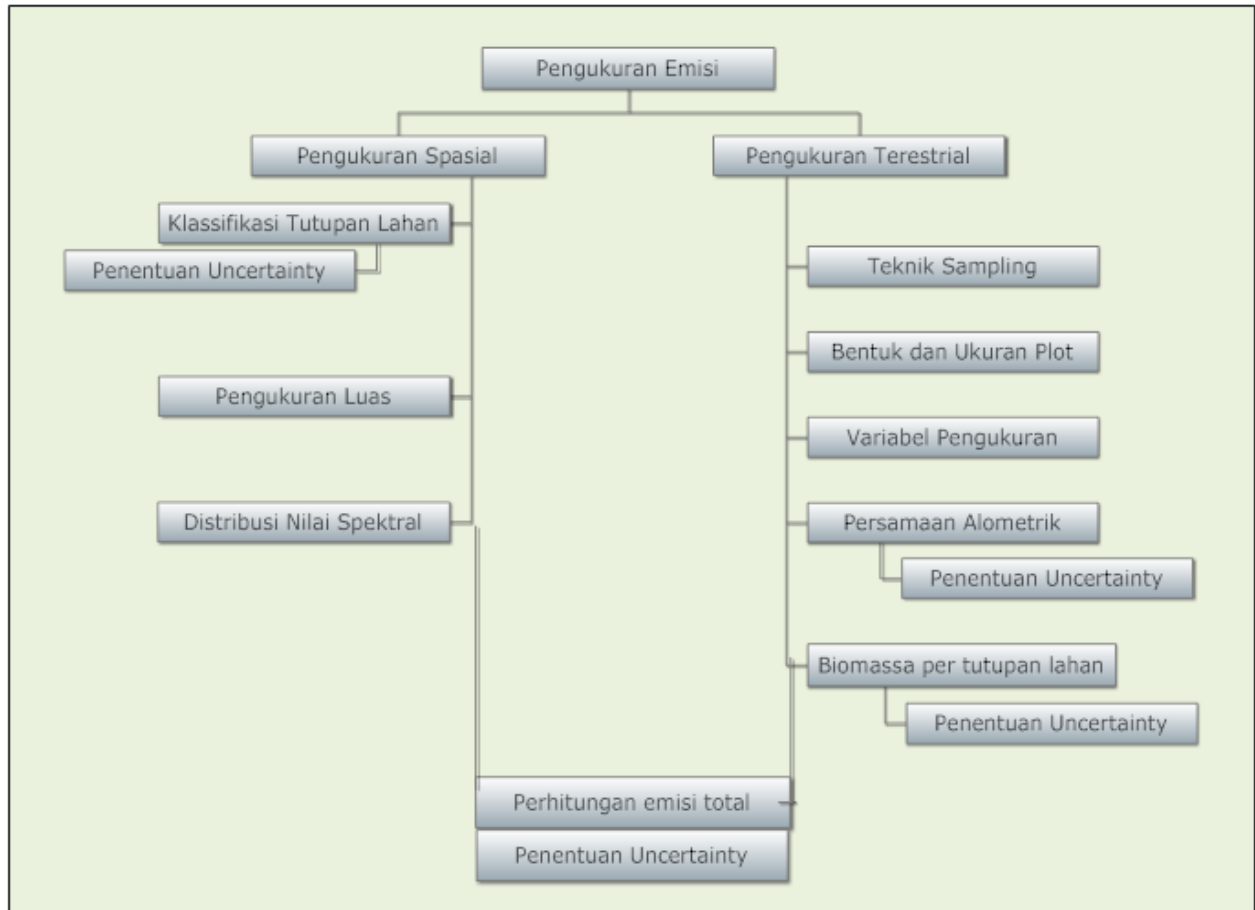 Pengukuran Emisi
Pengukuran Spasial
Pengukuran Terestrial
Klassifikasi Tutupan Lahan
Penentuan Uncertainty
Pengukuran Luas
Distribusi Nilai Spektral
Teknik Sampling
Bentuk dan Ukuran Plot
Variabel Pengukuran
Persamaan Alometrik
Penentuan Uncertainty
Biomassa per tutupan lahan
Penentuan Uncertainty
Perhitungan emisi total
Penentuan Uncertainty